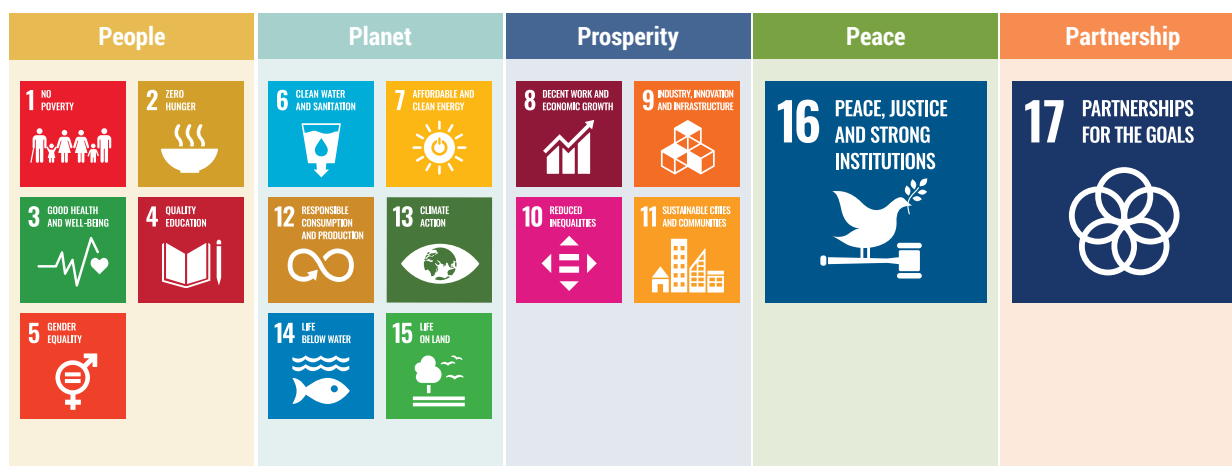 People
1 NO
POVERTY
2 ZERO
HUNGER
3 GOOD HEALTH
AND WELL-BEING
4 QUALITY
EDUCATION
5 GENDER
EQUALITY
Planet
6 CLEAN WATER
AND SANITATION
7 AFFORDABLE AND
CLEAN ENERGY
12 RESPONSIBLE
CONSUMPTION
AND PRODUCTION
13 CLIMATE
ACTION
14 LIFE
BELOW WATER
15 LIFE
ON LAND
Prosperity
8 DECENT WORK AND
ECONOMIC GROWTH
9 INDUSTRY, INNOVATION
AND INFRASTRUCTURE
10 REDUCED
INEQUALITIES
11 SUSTAINABLE CITIES
AND COMMUNITIES
Peace
16 PEACE, JUSTICE
AND STRONG
INSTITUTIONS
Partnership
17 PARTNERSHIPS
FOR THE GOALS